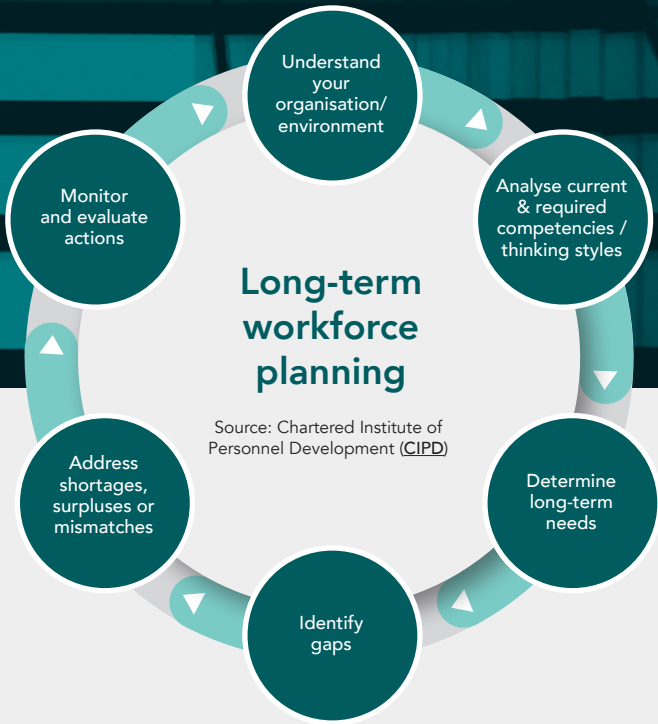 Understand
your
organisation/
environment
Analyse current
& required
competencies /
thinking styles
Determine
long-term
needs
Identify
gaps
Address
shortages,
surpluses or
mismatches
Monitor
and evaluate
actions
Long-term
workforce
planning
Source: Chartered Institute of
Personnel Development (CIPD)